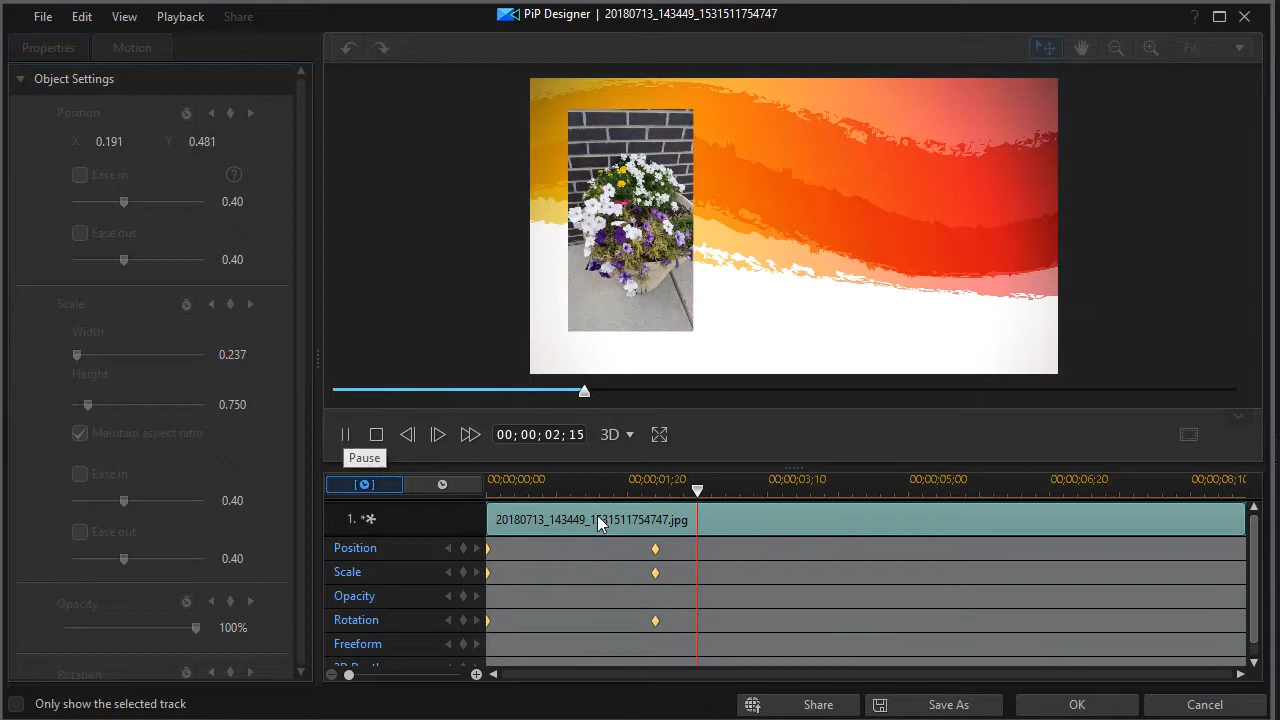 File Edit View Playback Share
PiP Designer | 20180713_143449_1531511754747
?
Properties Motion
Fit
Object Settings
Position
X 0.191 Y 0.481
Ease in ?
0.40
Ease out
0.40
Scale
Width
0.237
Height
0.750
Maintain aspect ratio
Ease in
0.40
Ease out
0.40
Opacity
100%
Rotation
00; 00; 02; 15 3D
Pause
00;00;00;00 00;00;01;20 00;00;03;10 00;00;05;00 00;00;06;20 00;00;08;10
1. 20180713_143449_1531511754747.jpg
Position
Scale
Opacity
Rotation
Freeform
3D Depth
Only show the selected track
Share Save As OK Cancel